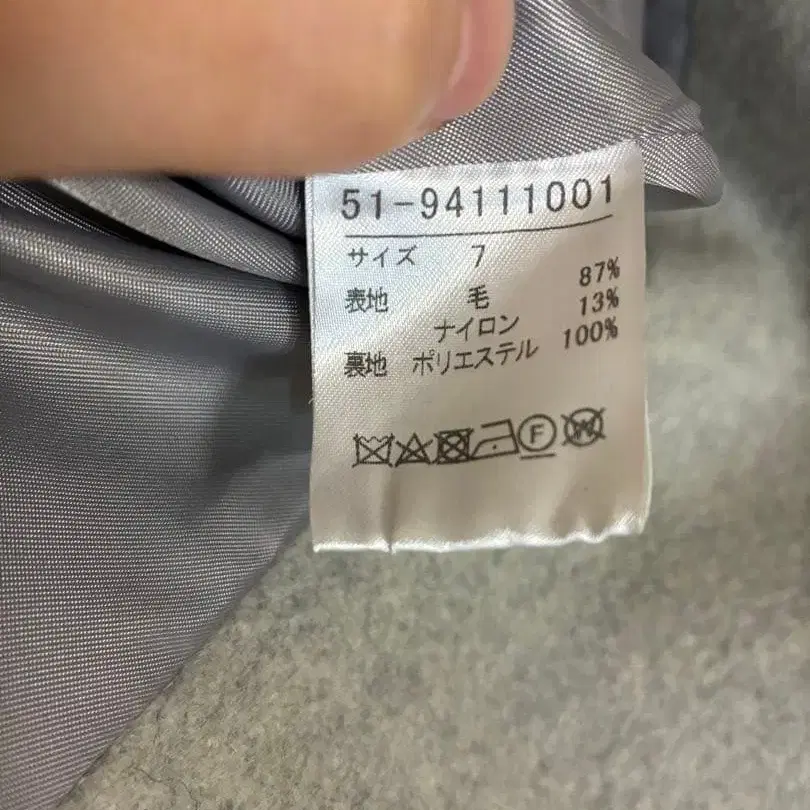 51-94111001
サイズ 7
表地 毛 87%
ナイロン 13%
裏地 ポリエステル 100%
F W